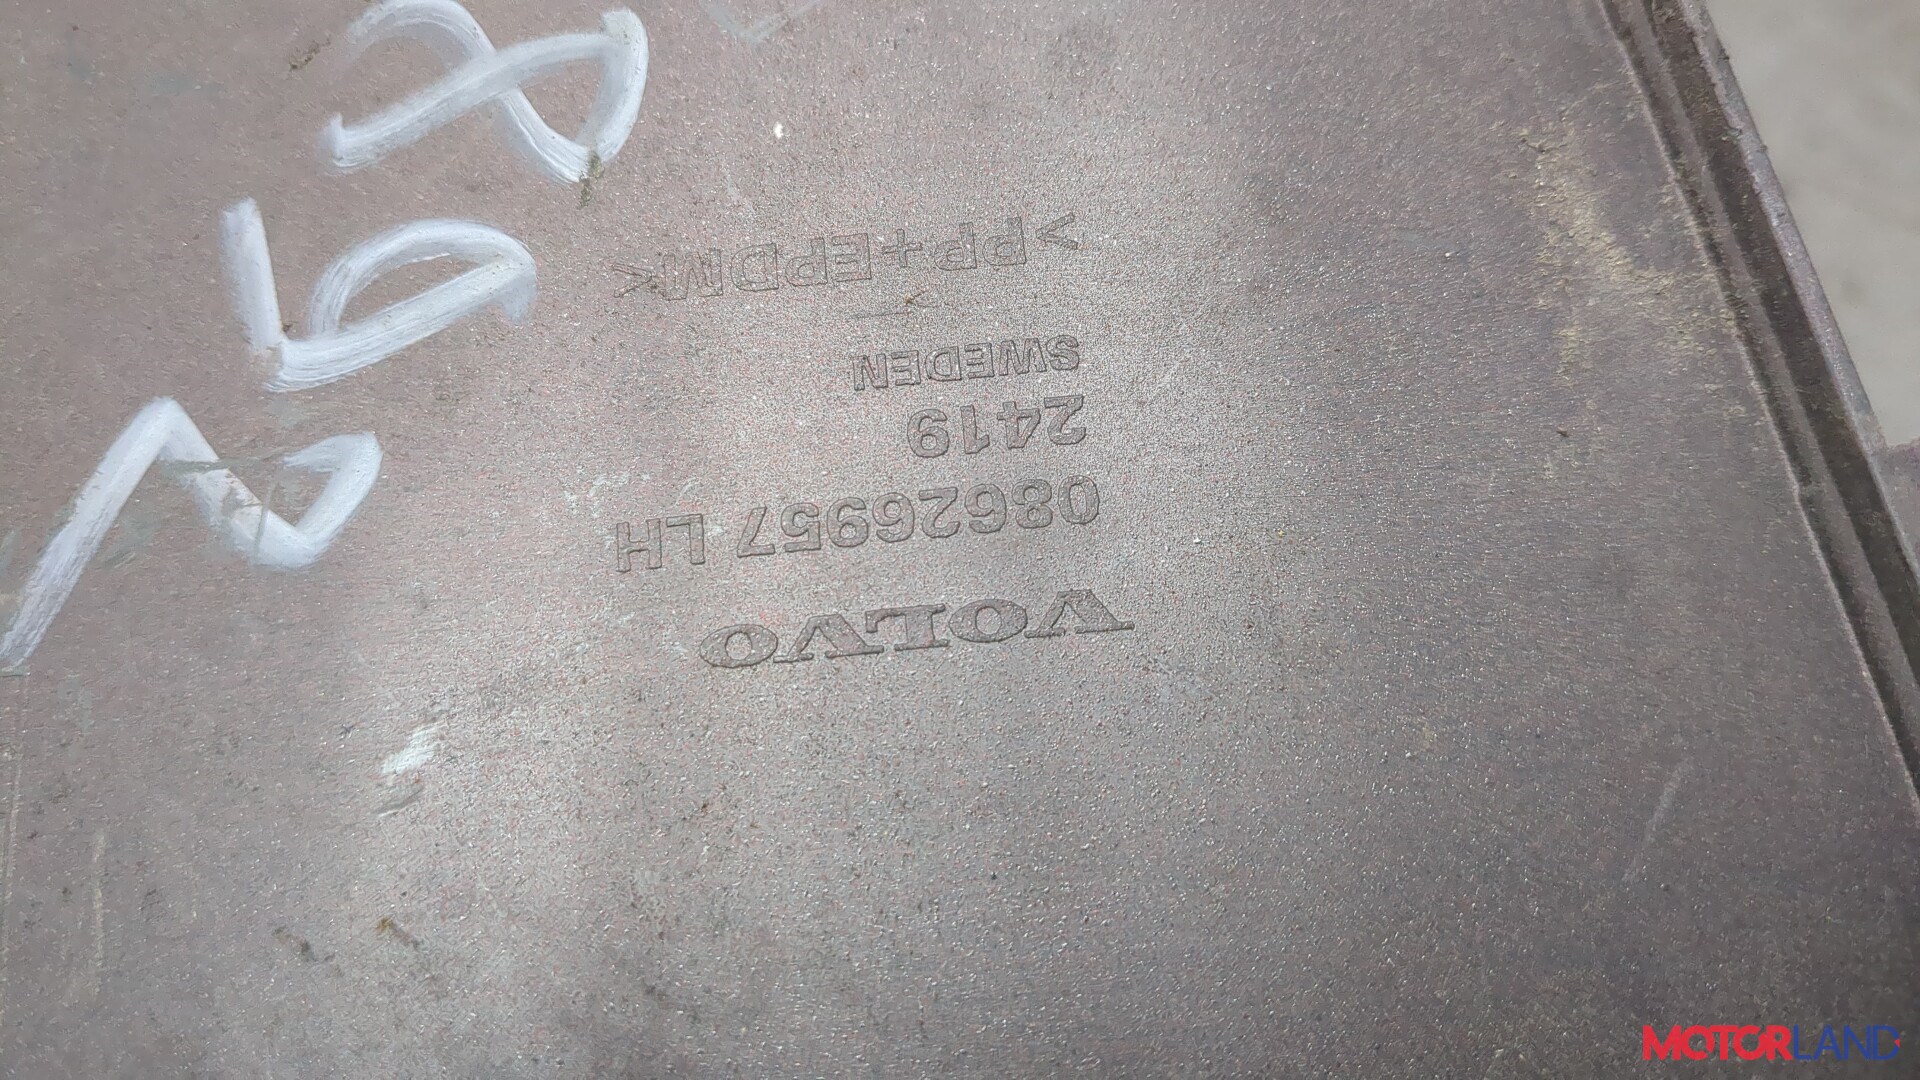 VOLVO
08626957 LH
2419
SWEDEN
>PP+EPDM<
MOTORLAND